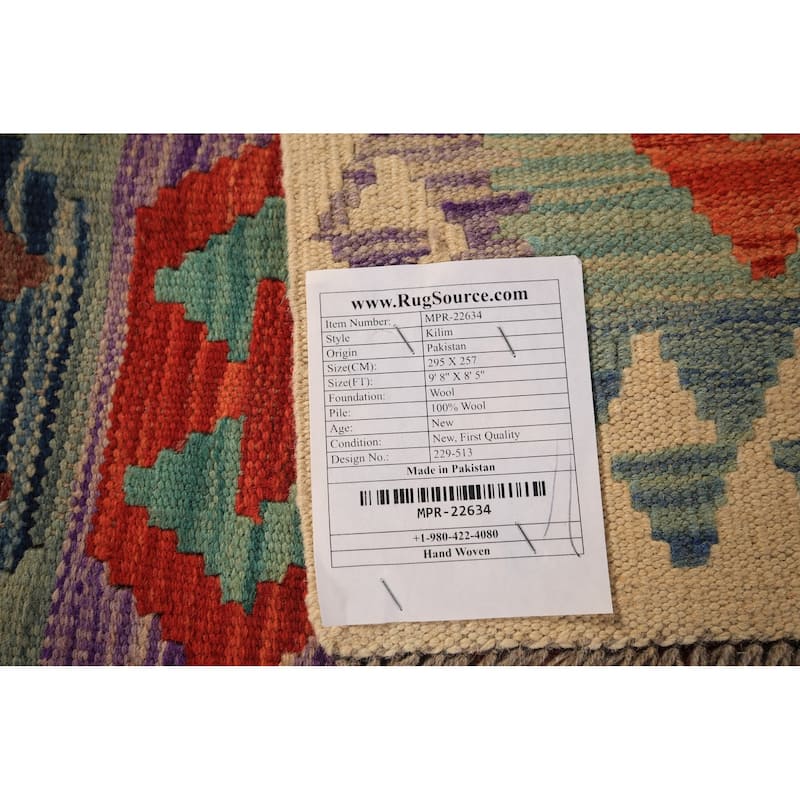 www.RugSource.com
Item Number: MPR-22634
Style Kilim
Origin Pakistan
Size(CM): 295 X 257
Size(FT): 9' 8" X 8' 5"
Foundation: Wool
Pile: 100% Wool
Age: New
Condition: New, First Quality
Design No.: 229-513
Made in Pakistan
MPR-22634
+1-980-422-4080
Hand Woven